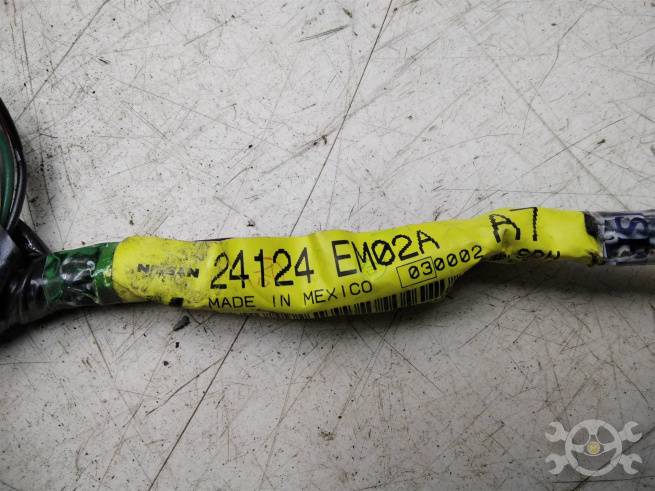 NISSAN 24124 EM02A A7
MADE IN MEXICO 030002